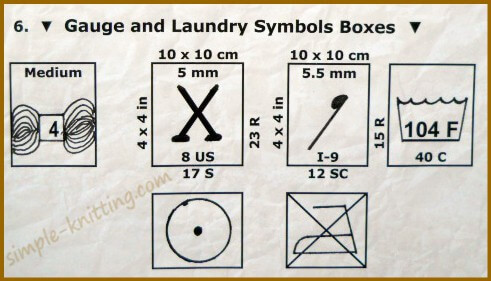 6. ▼ Gauge and Laundry Symbols Boxes ▼
Medium
4
10 x 10 cm
5 mm
4 x 4 in
23 R
8 US
17 S
10 x 10 cm
5.5 mm
4 x 4 in
15 R
I-9
12 SC
104 F
40 C
simple-knitting.com